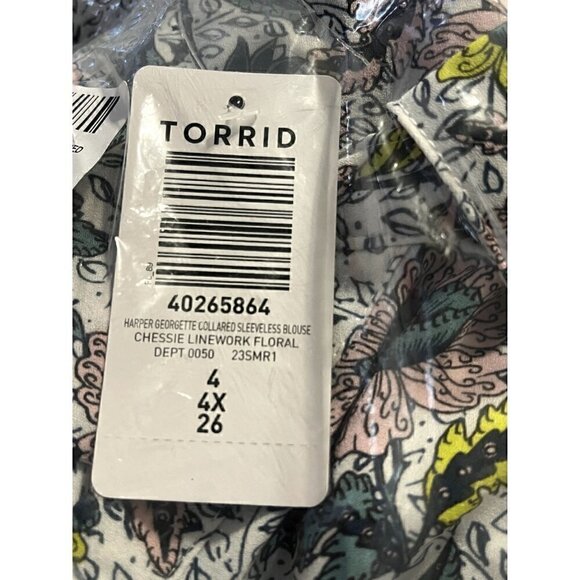 TORRID
40265864
HARPER GEORGETTE COLLARED SLEEVELESS BLOUSE
CHESSIE LINEWORK FLORAL
DEPT 0050 23SMR1
4
4X
26